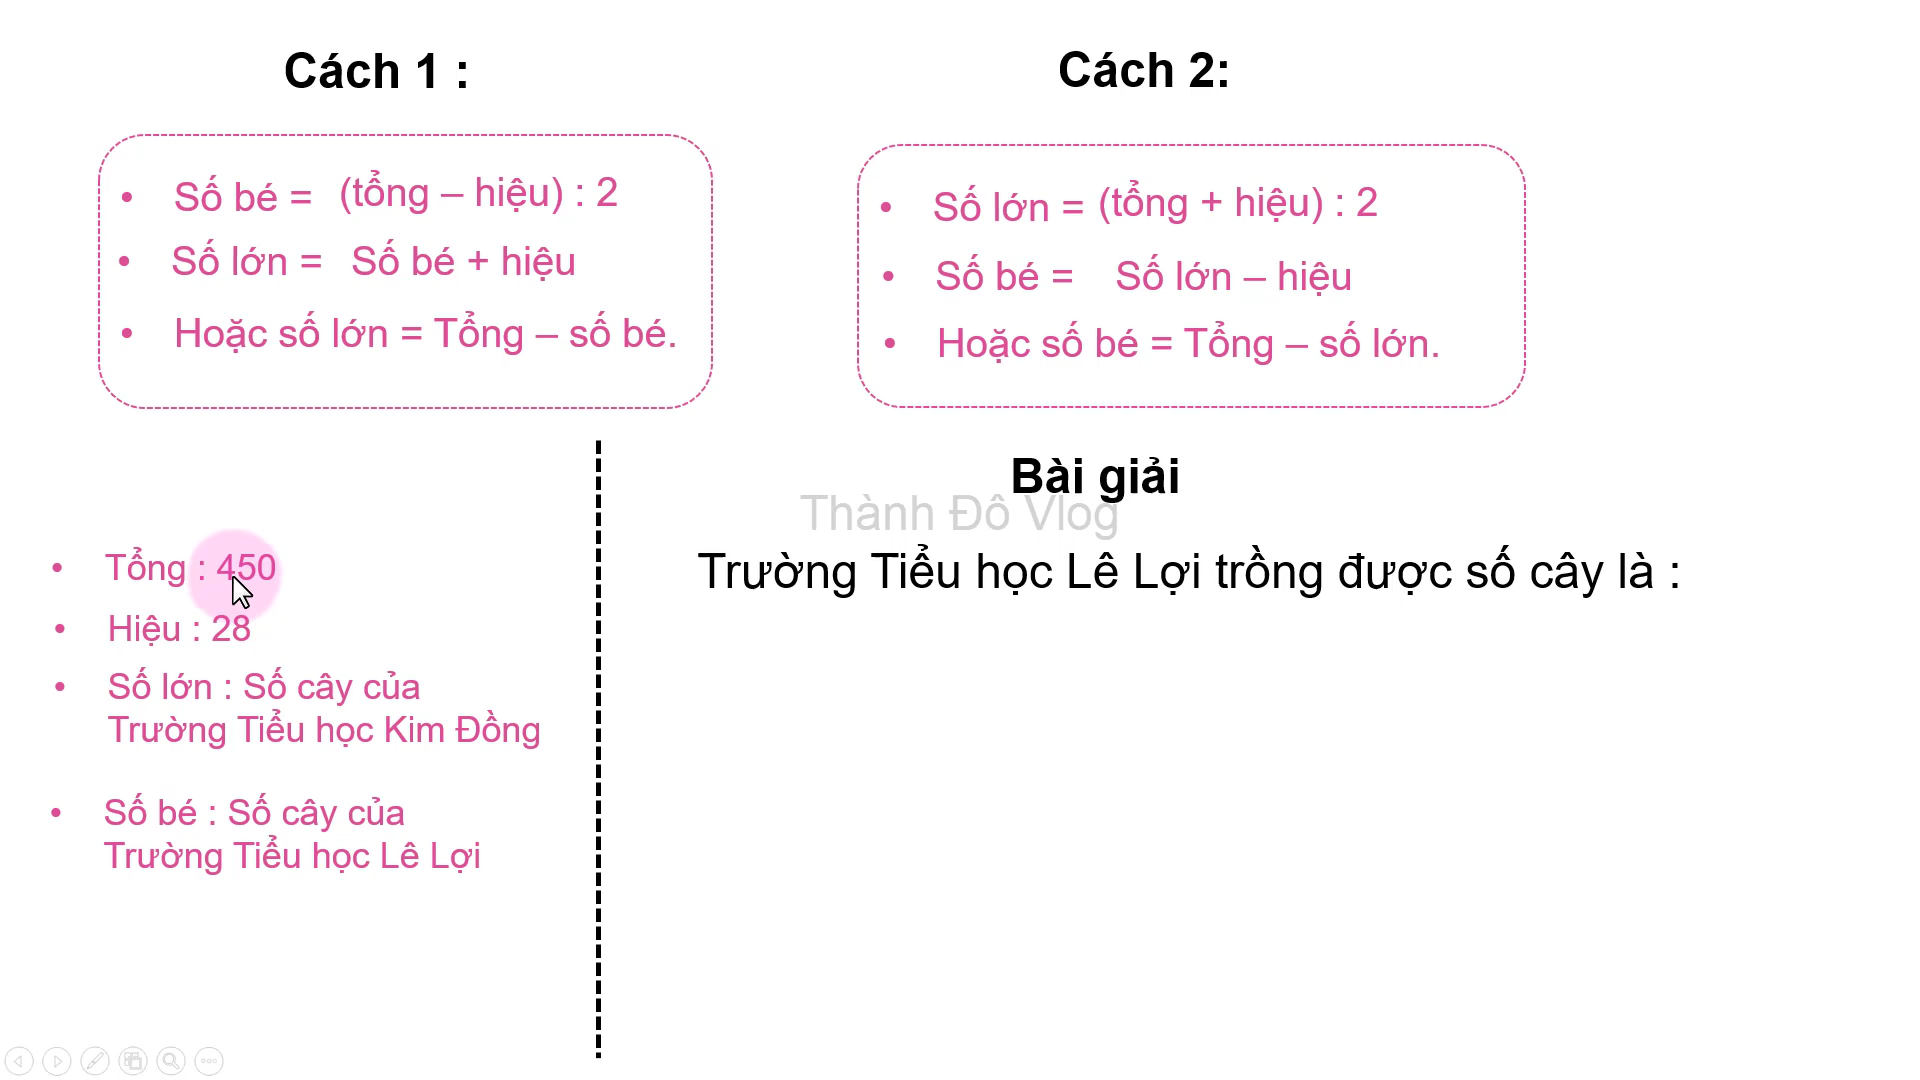 Cách 1 :
• Số bé = (tổng – hiệu) : 2
• Số lớn = Số bé + hiệu
• Hoặc số lớn = Tổng – số bé.
Cách 2:
• Số lớn = (tổng + hiệu) : 2
• Số bé = Số lớn – hiệu
• Hoặc số bé = Tổng – số lớn.
• Tổng : 450
• Hiệu : 28
• Số lớn : Số cây của
Trường Tiểu học Kim Đồng
• Số bé : Số cây của
Trường Tiểu học Lê Lợi
Bài giải
Thành Đô Vlog
Trường Tiểu học Lê Lợi trồng được số cây là :